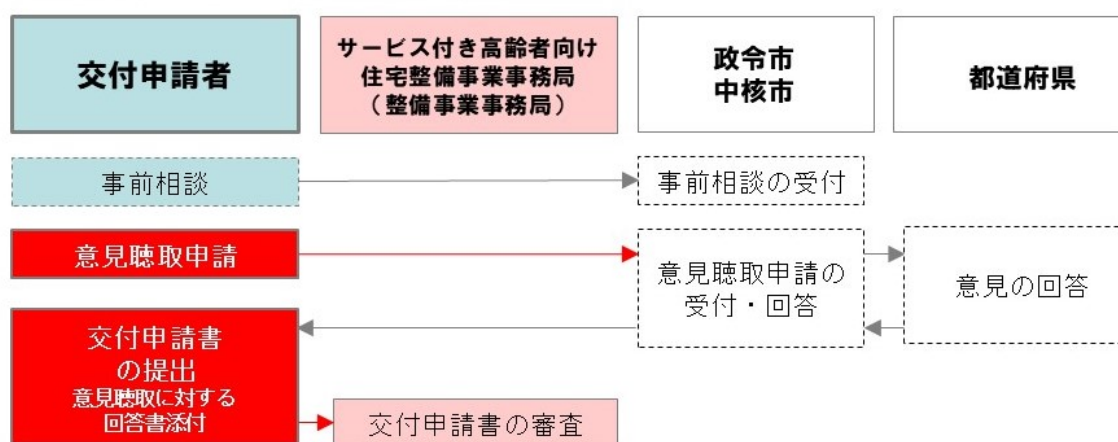 交付申請者
サービス付き高齢者向け
住宅整備事業事務局
(整備事業事務局)
政令市
中核市
都道府県
事前相談
事前相談の受付
意見聴取申請
意見聴取申請の
受付・回答
意見の回答
交付申請書
の提出
意見聴取に対する
回答書添付
交付申請書の審査